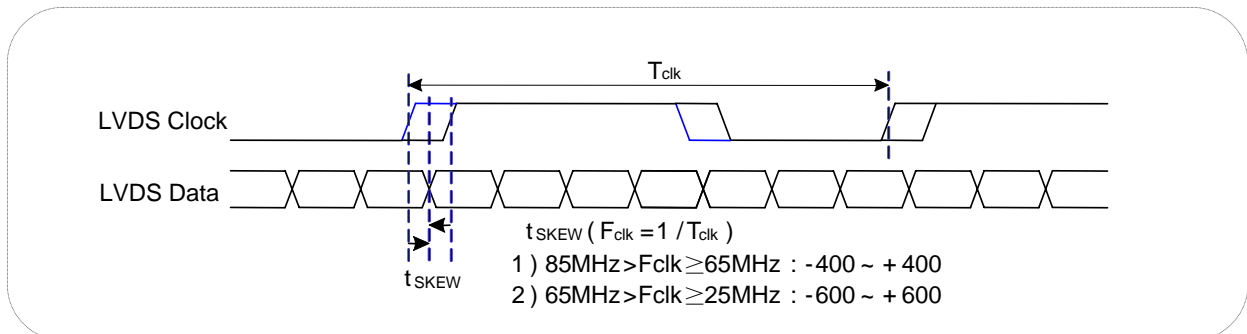 Tclk
LVDS Clock
LVDS Data
tSKEW
tSKEW ( Fclk = 1 / Tclk )
1 ) 85MHz>Fclk≥65MHz : -400 ~ +400
2 ) 65MHz>Fclk≥25MHz : -600 ~ +600